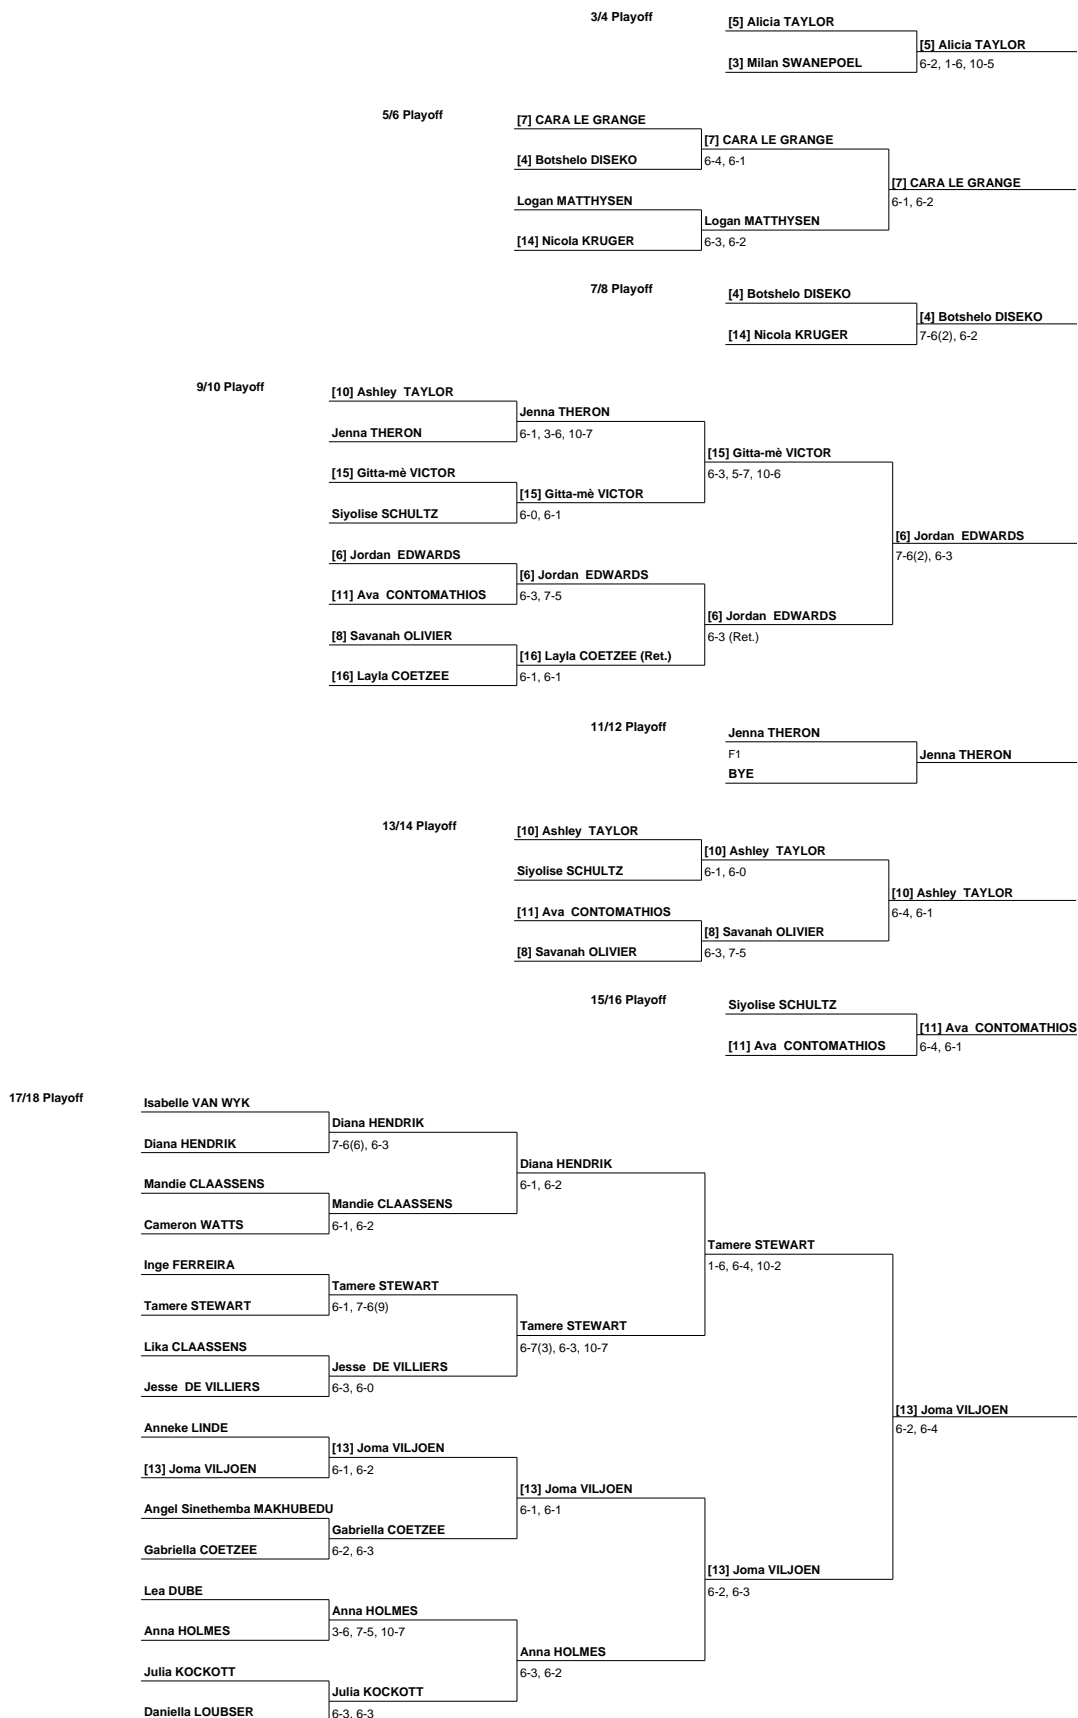 3/4 Playoff
[5] Alicia TAYLOR
[5] Alicia TAYLOR
[3] Milan SWANEPOEL
6-2, 1-6, 10-5
5/6 Playoff
[7] CARA LE GRANGE
[7] CARA LE GRANGE
[4] Botshelo DISEKO
6-4, 6-1
[7] CARA LE GRANGE
Logan MATTHYSEN
6-1, 6-2
Logan MATTHYSEN
[14] Nicola KRUGER
6-3, 6-2
7/8 Playoff
[4] Botshelo DISEKO
[4] Botshelo DISEKO
[14] Nicola KRUGER
7-6(2), 6-2
9/10 Playoff
[10] Ashley TAYLOR
Jenna THERON
Jenna THERON
6-1, 3-6, 10-7
[15] Gitta-mè VICTOR
[15] Gitta-mè VICTOR
6-3, 5-7, 10-6
[15] Gitta-mè VICTOR
Siyolise SCHULTZ
6-0, 6-1
[6] Jordan EDWARDS
[6] Jordan EDWARDS
7-6(2), 6-3
[6] Jordan EDWARDS
[11] Ava CONTOMATHIOS
6-3, 7-5
[6] Jordan EDWARDS
[8] Savanah OLIVIER
6-3 (Ret.)
[16] Layla COETZEE (Ret.)
[16] Layla COETZEE
6-1, 6-1
11/12 Playoff
Jenna THERON
F1
Jenna THERON
BYE
13/14 Playoff
[10] Ashley TAYLOR
[10] Ashley TAYLOR
Siyolise SCHULTZ
6-1, 6-0
[10] Ashley TAYLOR
[11] Ava CONTOMATHIOS
6-4, 6-1
[8] Savanah OLIVIER
[8] Savanah OLIVIER
6-3, 7-5
15/16 Playoff
Siyolise SCHULTZ
[11] Ava CONTOMATHIOS
[11] Ava CONTOMATHIOS
6-4, 6-1
17/18 Playoff
Isabelle VAN WYK
Diana HENDRIK
Diana HENDRIK
7-6(6), 6-3
Diana HENDRIK
Mandie CLAASSENS
6-1, 6-2
Mandie CLAASSENS
Cameron WATTS
6-1, 6-2
Tamere STEWART
Inge FERREIRA
1-6, 6-4, 10-2
Tamere STEWART
Tamere STEWART
6-1, 7-6(9)
Tamere STEWART
Lika CLAASSENS
6-7(3), 6-3, 10-7
Jesse DE VILLIERS
Jesse DE VILLIERS
6-3, 6-0
[13] Joma VILJOEN
Anneke LINDE
6-2, 6-4
[13] Joma VILJOEN
[13] Joma VILJOEN
6-1, 6-2
[13] Joma VILJOEN
Angel Sinethemba MAKHUBEDU
6-1, 6-1
Gabriella COETZEE
Gabriella COETZEE
6-2, 6-3
[13] Joma VILJOEN
Lea DUBE
6-2, 6-3
Anna HOLMES
Anna HOLMES
3-6, 7-5, 10-7
Anna HOLMES
Julia KOCKOTT
6-3, 6-2
Julia KOCKOTT
Daniella LOUBSER
6-3, 6-3